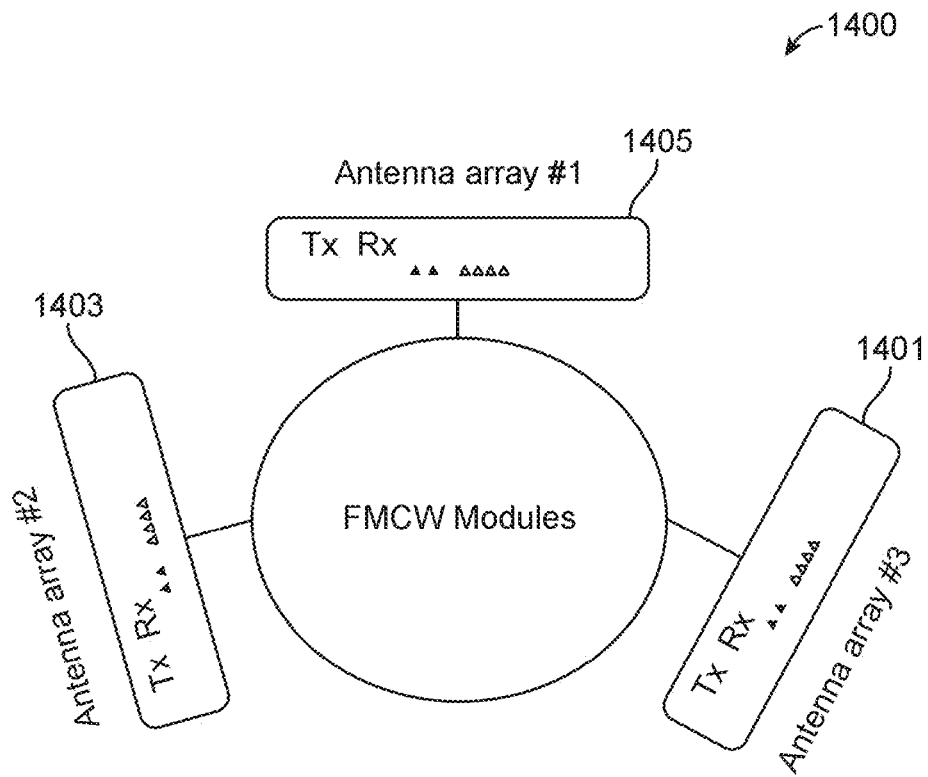 1400
1405
Antenna array #1
Tx Rx
1403
1401
FMCW Modules
Antenna array #2
Tx Rx
Tx Rx
Antenna array #3